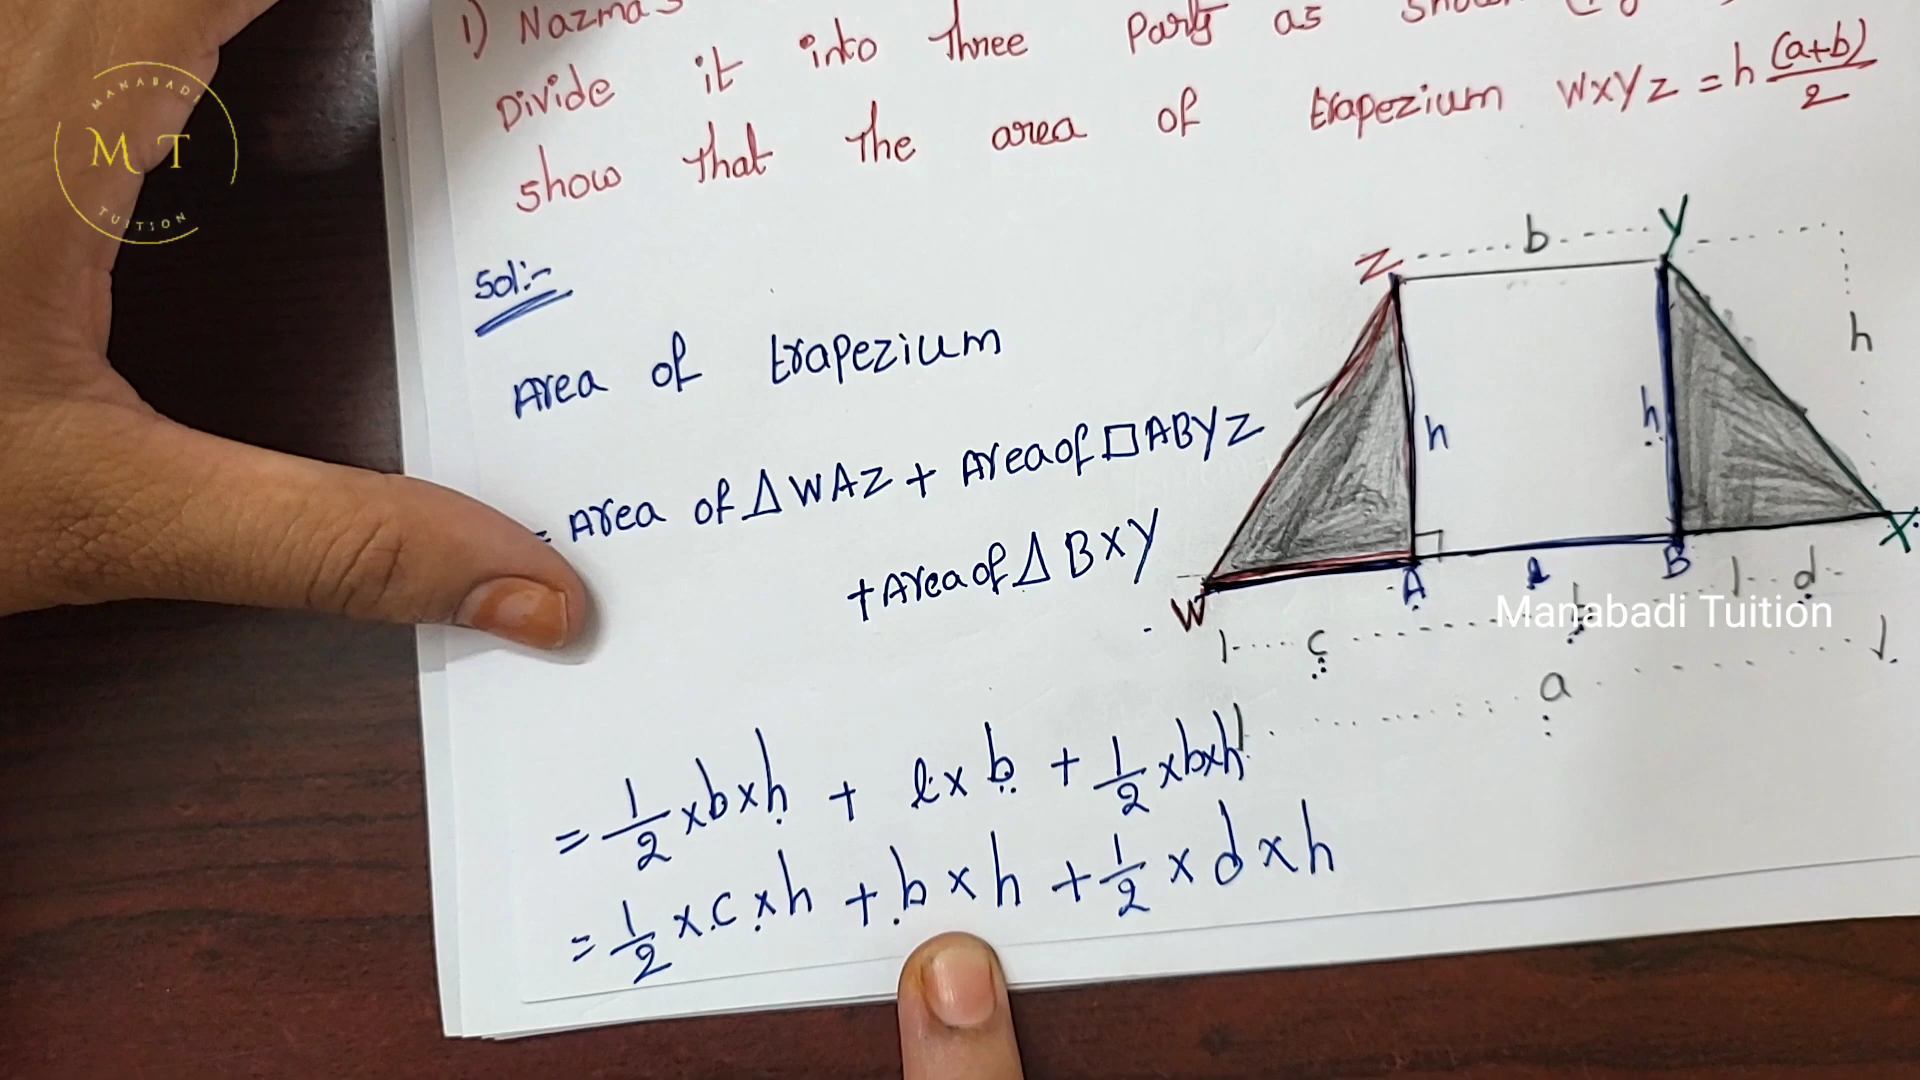 1) Nazma's
Divide it into three parts as
show that the area of trapezium WXYZ = h (a+b)/2
Sol:-
Area of trapezium
= Area of Δ WAZ + Area of □ ABYZ
+ Area of Δ BXY
= 1/2 x b x h + l x b + 1/2 x b x h
= 1/2 x c x h + b x h + 1/2 x d x h
Z b Y
h h h
W A B X
c b d
a
MANABADI
MT
TUITION
Manabadi Tuition